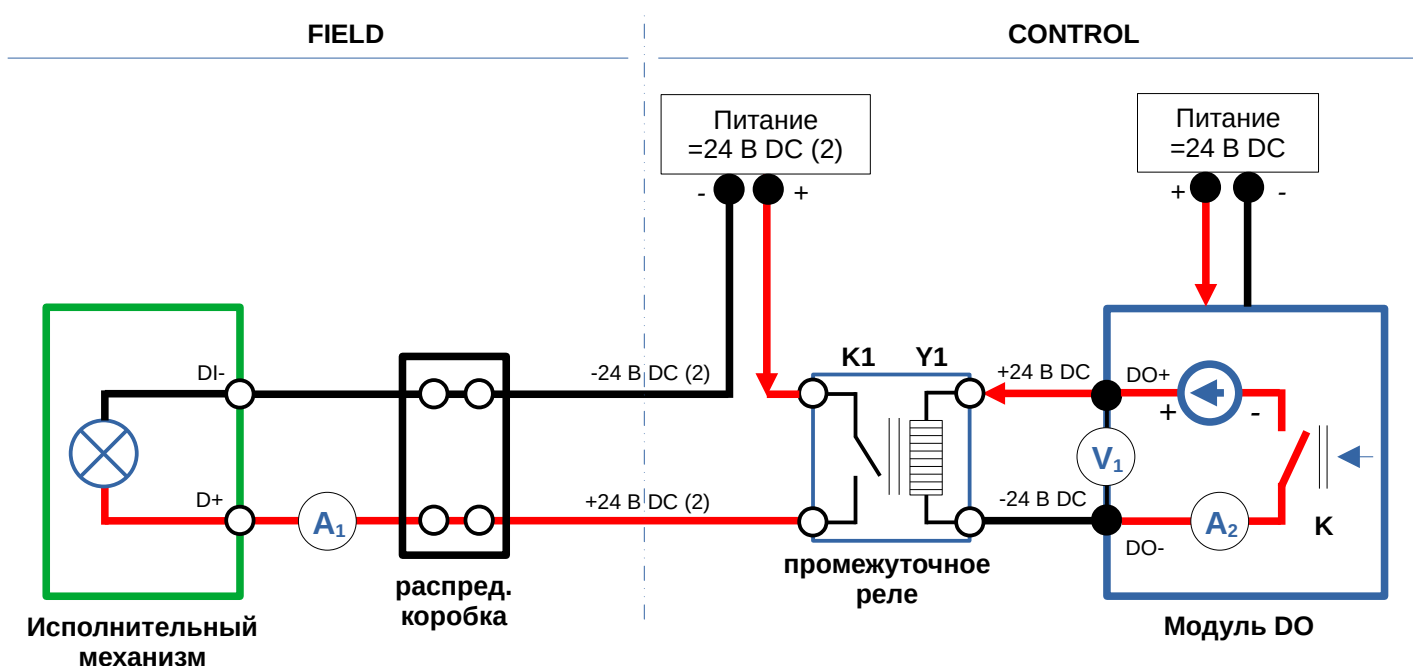 FIELD
CONTROL
Питание
=24 В DC (2)
- +
Питание
=24 В DC
+ -
K1 Y1
DI-
-24 В DC (2)
+24 В DC
DO+
+ -
V1
D+
A1
+24 В DC (2)
-24 В DC
DO-
A2
K
промежуточное
реле
распред.
коробка
Исполнительный
механизм
Модуль DO